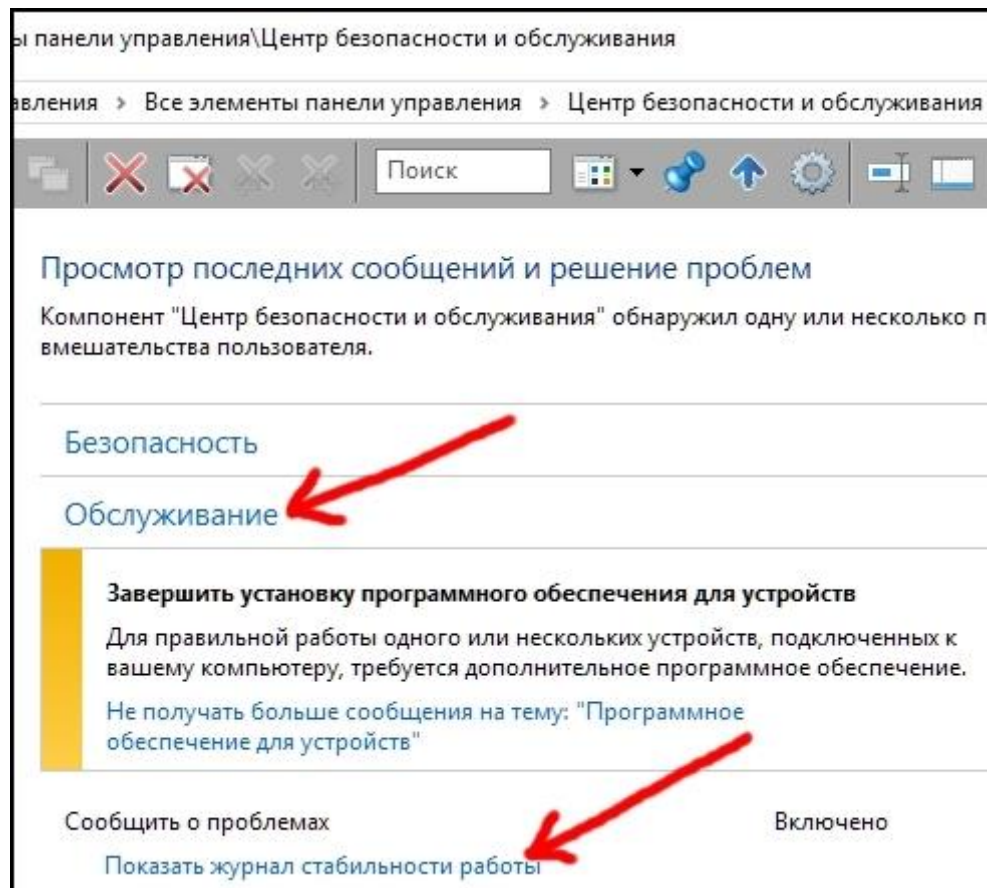 ы панели управления\Центр безопасности и обслуживания
авления > Все элементы панели управления > Центр безопасности и обслуживания
Поиск
Просмотр последних сообщений и решение проблем
Компонент "Центр безопасности и обслуживания" обнаружил одну или несколько п
вмешательства пользователя.
Безопасность
Обслуживание
Завершить установку программного обеспечения для устройств
Для правильной работы одного или нескольких устройств, подключенных к
вашему компьютеру, требуется дополнительное программное обеспечение.
Не получать больше сообщения на тему: "Программное
обеспечение для устройств"
Сообщить о проблемах Включено
Показать журнал стабильности работы